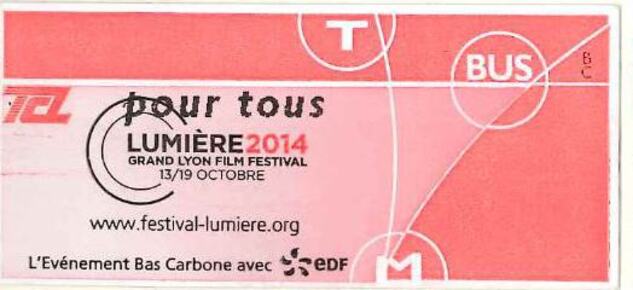 T
BUS
B
C
TCL
pour tous
LUMIÈRE2014
GRAND LYON FILM FESTIVAL
13/19 OCTOBRE
www.festival-lumiere.org
L'Evénement Bas Carbone avec eDF
M